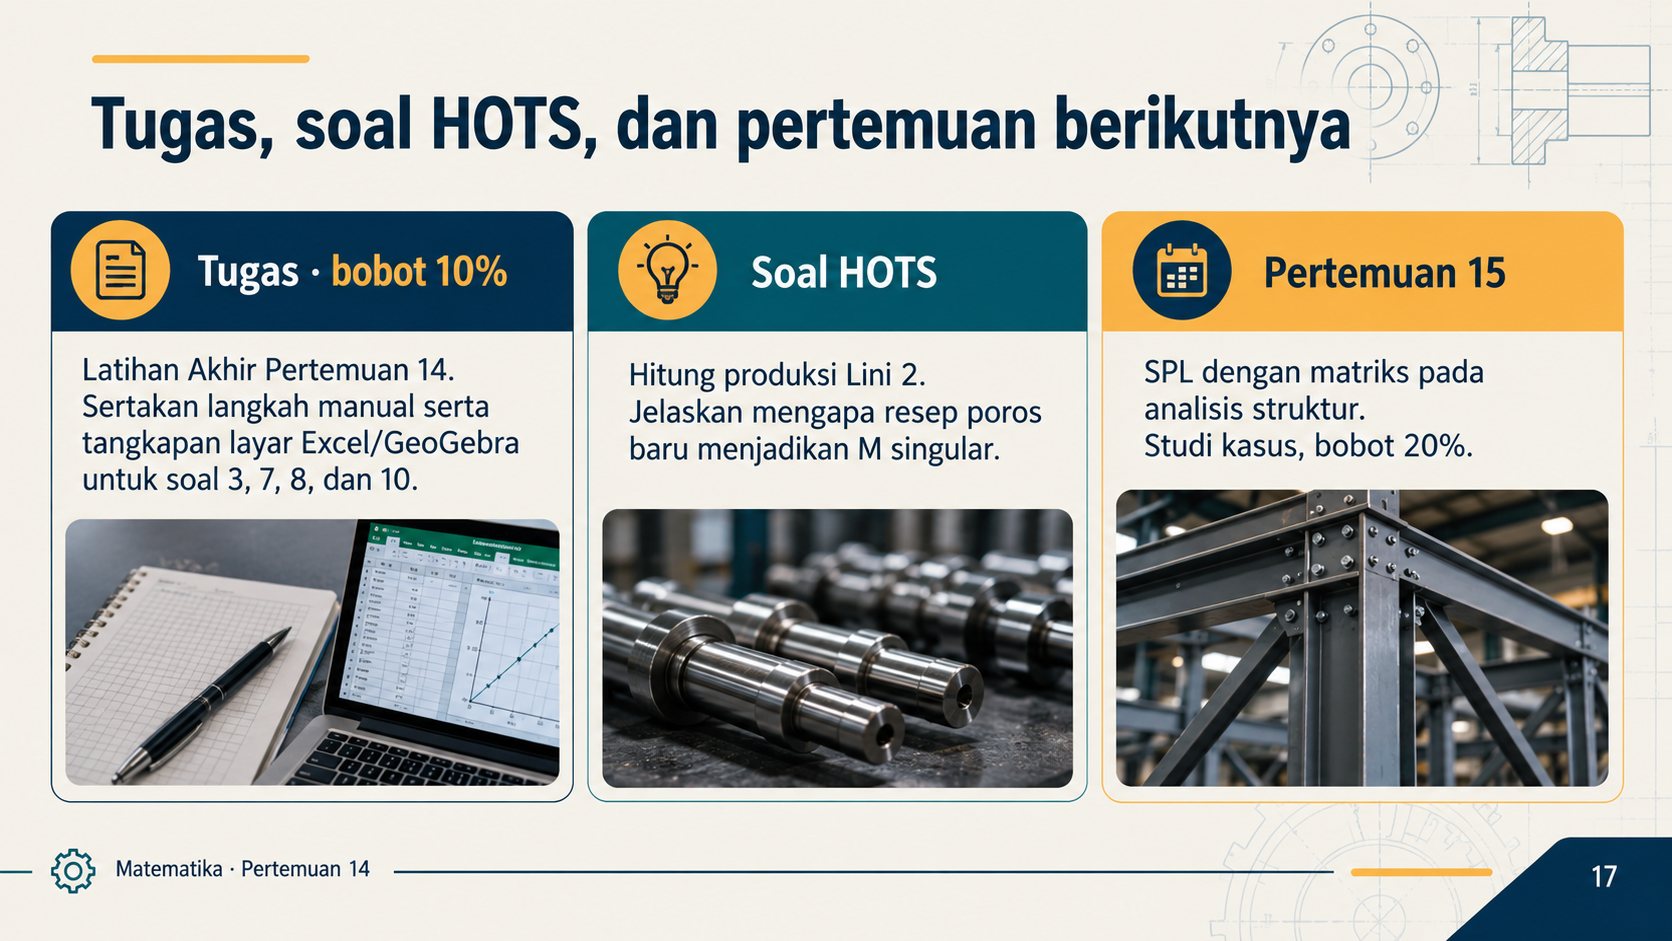 Tugas, soal HOTS, dan pertemuan berikutnya
Tugas · bobot 10%
Latihan Akhir Pertemuan 14.
Sertakan langkah manual serta
tangkapan layar Excel/GeoGebra
untuk soal 3, 7, 8, dan 10.
Soal HOTS
Hitung produksi Lini 2.
Jelaskan mengapa resep poros
baru menjadikan M singular.
Pertemuan 15
SPL dengan matriks pada
analisis struktur.
Studi kasus, bobot 20%.
Matematika · Pertemuan 14
17